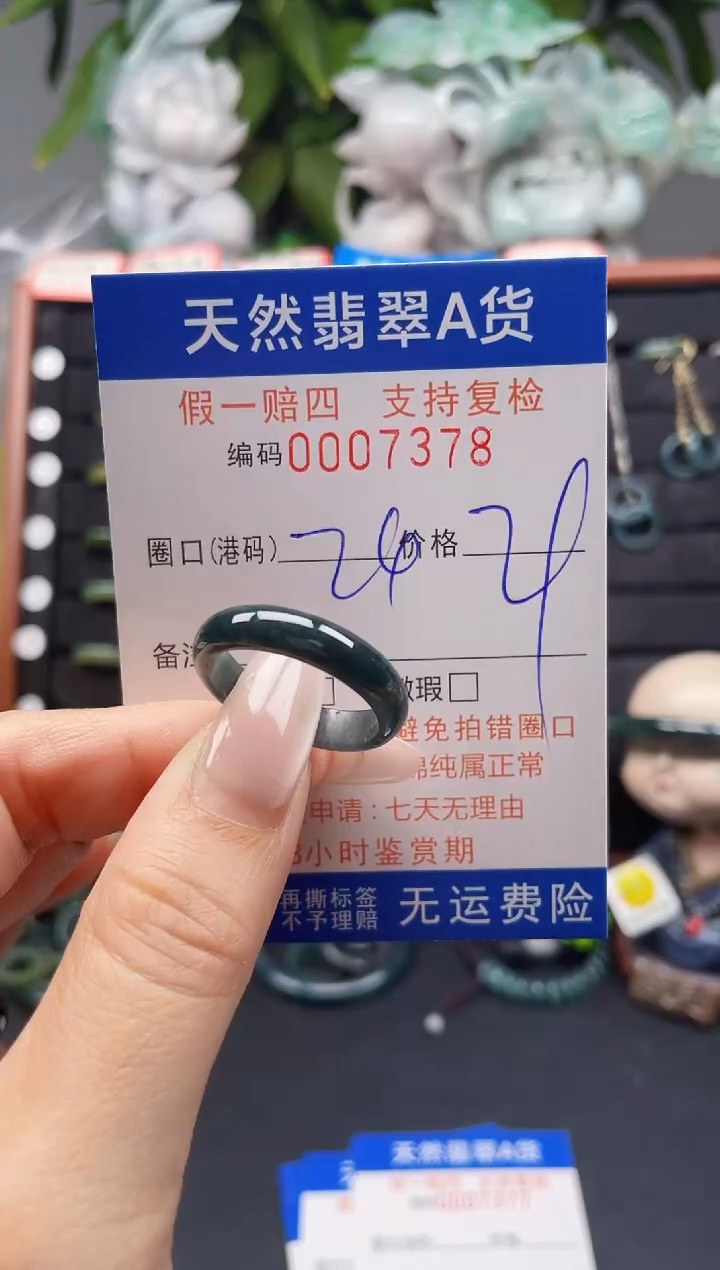 天然翡翠A货
假一赔四 支持复检
编码0007378
圈口(港码) 24 价格
备注
瑕□
避免拍错圈口
棉纯属正常
申请:七天无理由
8小时鉴赏期
再撕标签
不予理赔
无运费险
天然翡翠A货